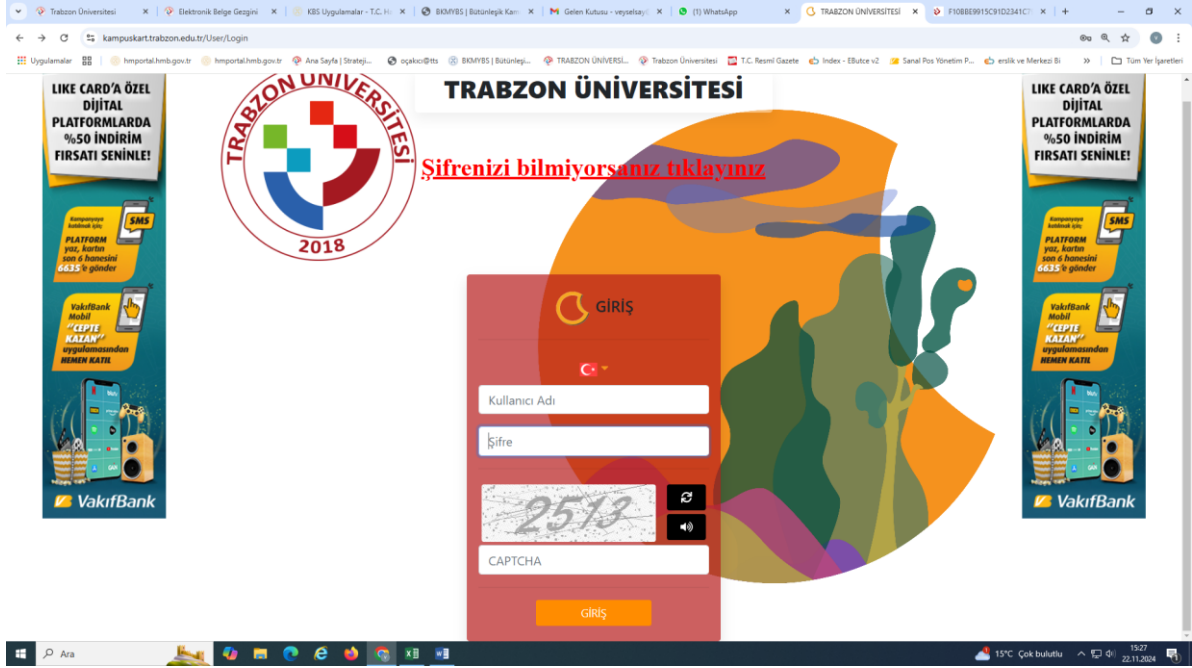 Trabzon Üniversitesi
Elektronik Belge Gezgini
KBS Uygulamalar - T.C. Ha
BKMYBS | Bütünleşik Kam
Gelen Kutusu - veyselsay
(1) WhatsApp
TRABZON ÜNİVERSİTESİ
F10BBE9915C91D2341C7
kampuskart.trabzon.edu.tr/User/Login
Uygulamalar
hmportal.hmb.gov.tr
hmportal.hmb.gov.tr
Ana Sayfa | Strateji...
oçakıcı@tts
BKMYBS | Bütünleşi...
TRABZON ÜNİVERSİ...
Trabzon Üniversitesi
T.C. Resmî Gazete
Index - EButce v2
Sanal Pos Yönetim P...
erslik ve Merkezi Bi
Tüm Yer İşaretleri
LIKE CARD'A ÖZEL
DİJİTAL
PLATFORMLARDA
%50 İNDİRİM
FIRSATI SENİNLE!
Kampanyaya
katılmak için;
PLATFORM
yaz, kartın
son 6 hanesini
6635'e gönder
SMS
VakıfBank
Mobil
"CEPTE
KAZAN"
uygulamasından
HEMEN KATIL
VakıfBank
TRABZON ÜNİVERSİTESİ
2018
TRABZON ÜNİVERSİTESİ
Şifrenizi bilmiyorsanız tıklayınız
GİRİŞ
Kullanıcı Adı
Şifre
2513
CAPTCHA
GİRİŞ
LIKE CARD'A ÖZEL
DİJİTAL
PLATFORMLARDA
%50 İNDİRİM
FIRSATI SENİNLE!
Kampanyaya
katılmak için;
PLATFORM
yaz, kartın
son 6 hanesini
6635'e gönder
SMS
VakıfBank
Mobil
"CEPTE
KAZAN"
uygulamasından
HEMEN KATIL
VakıfBank
Ara
15°C Çok bulutlu
15:27
22.11.2024